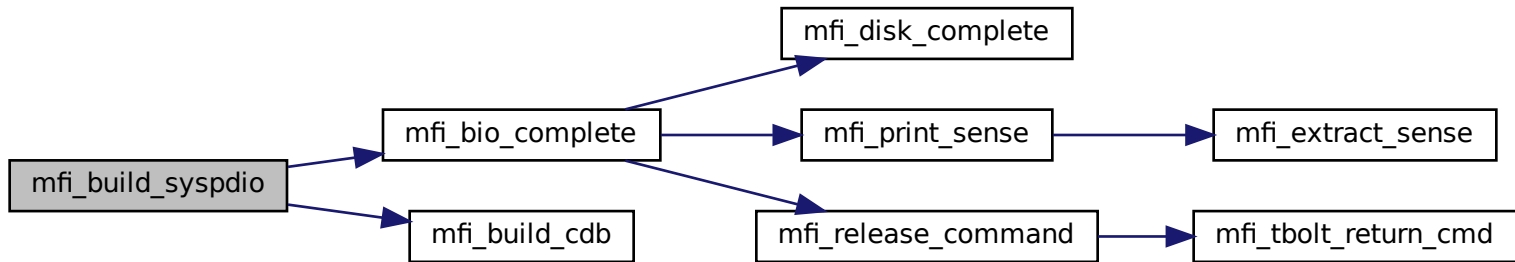 mfi_disk_complete
mfi_bio_complete
mfi_print_sense
mfi_extract_sense
mfi_build_syspdio
mfi_build_cdb
mfi_release_command
mfi_tbolt_return_cmd